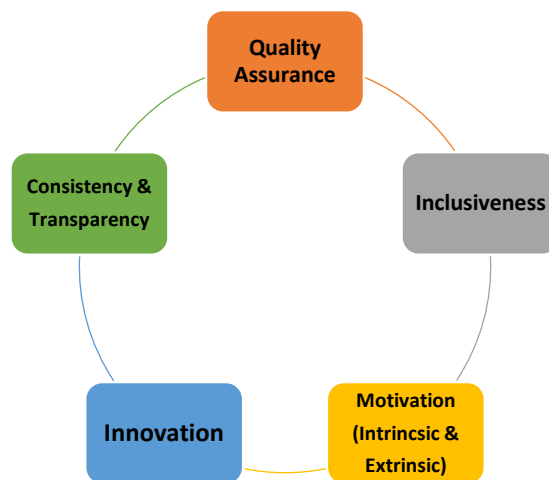 Quality
Assurance
Inclusiveness
Motivation
(Intrincsic &
Extrinsic)
Innovation
Consistency &
Transparency